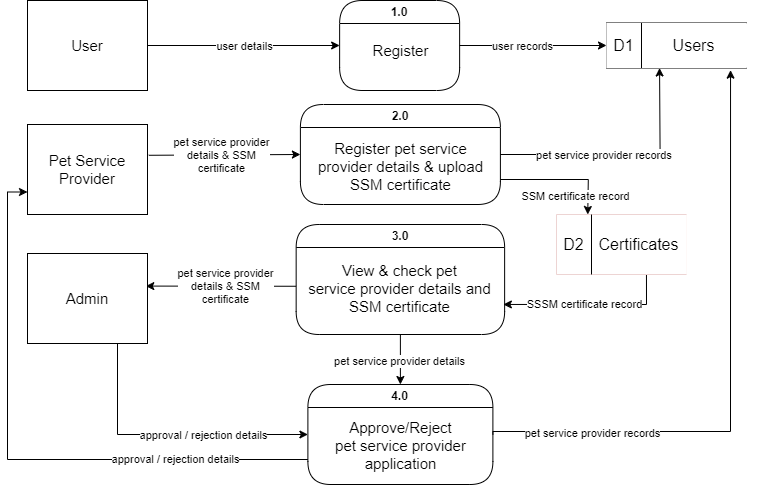 1.0
User
user details
Register
user records
D1
Users
2.0
Pet Service
Provider
pet service provider
details & SSM
certificate
Register pet service
provider details & upload
SSM certificate
pet service provider records
SSM certificate record
D2
Certificates
3.0
View & check pet
service provider details and
SSM certificate
pet service provider
details & SSM
certificate
Admin
SSSM certificate record
pet service provider details
4.0
Approve/Reject
pet service provider
application
approval / rejection details
approval / rejection details
pet service provider records